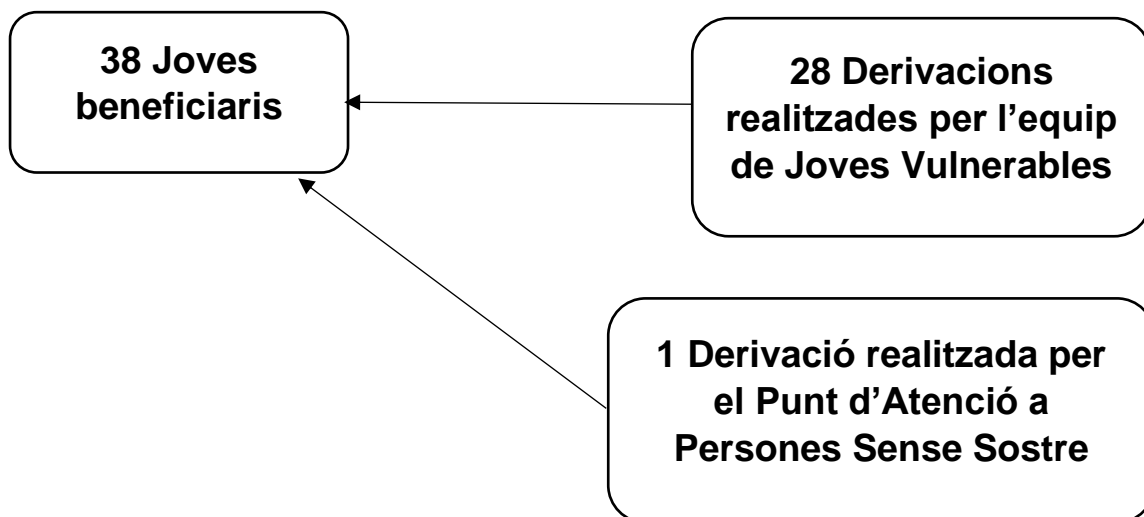 38 Joves
beneficiaris
28 Derivacions
realitzades per l’equip
de Joves Vulnerables
1 Derivació realitzada per
el Punt d’Atenció a
Persones Sense Sostre